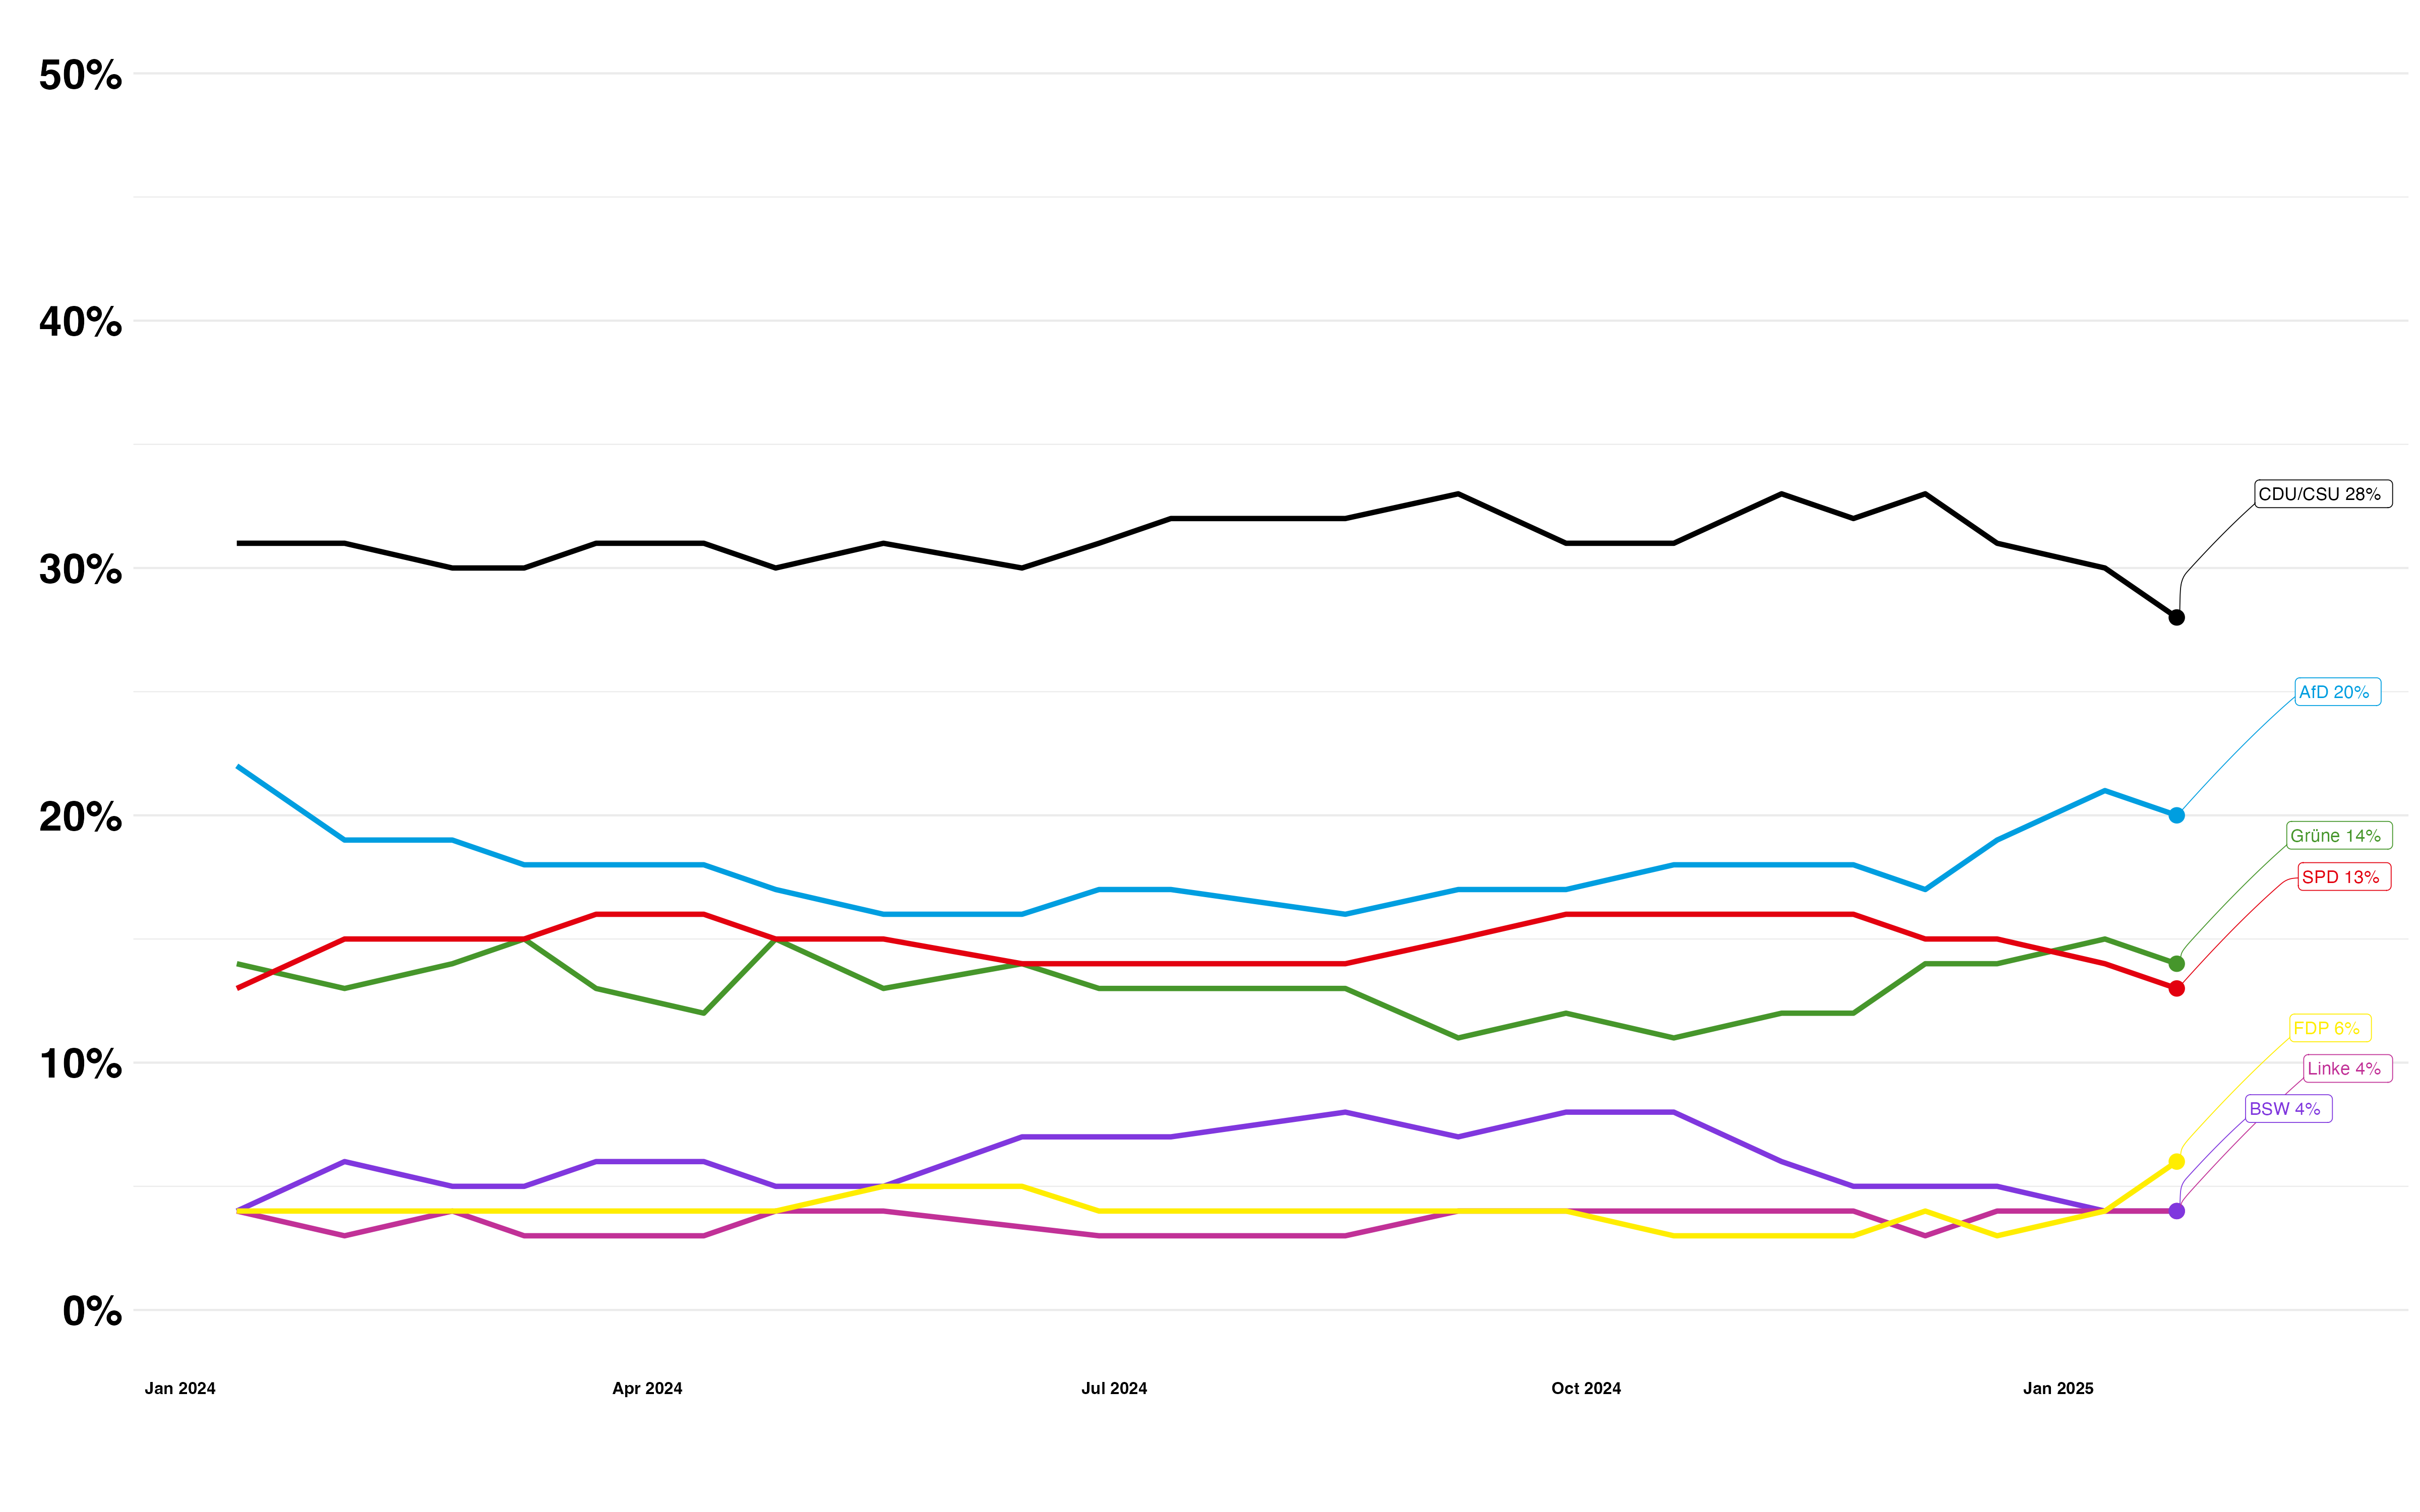 50%
40%
30%
20%
10%
0%
CDU/CSU 28%
AfD 20%
Grüne 14%
SPD 13%
FDP 6%
Linke 4%
BSW 4%
Jan 2024
Apr 2024
Jul 2024
Oct 2024
Jan 2025